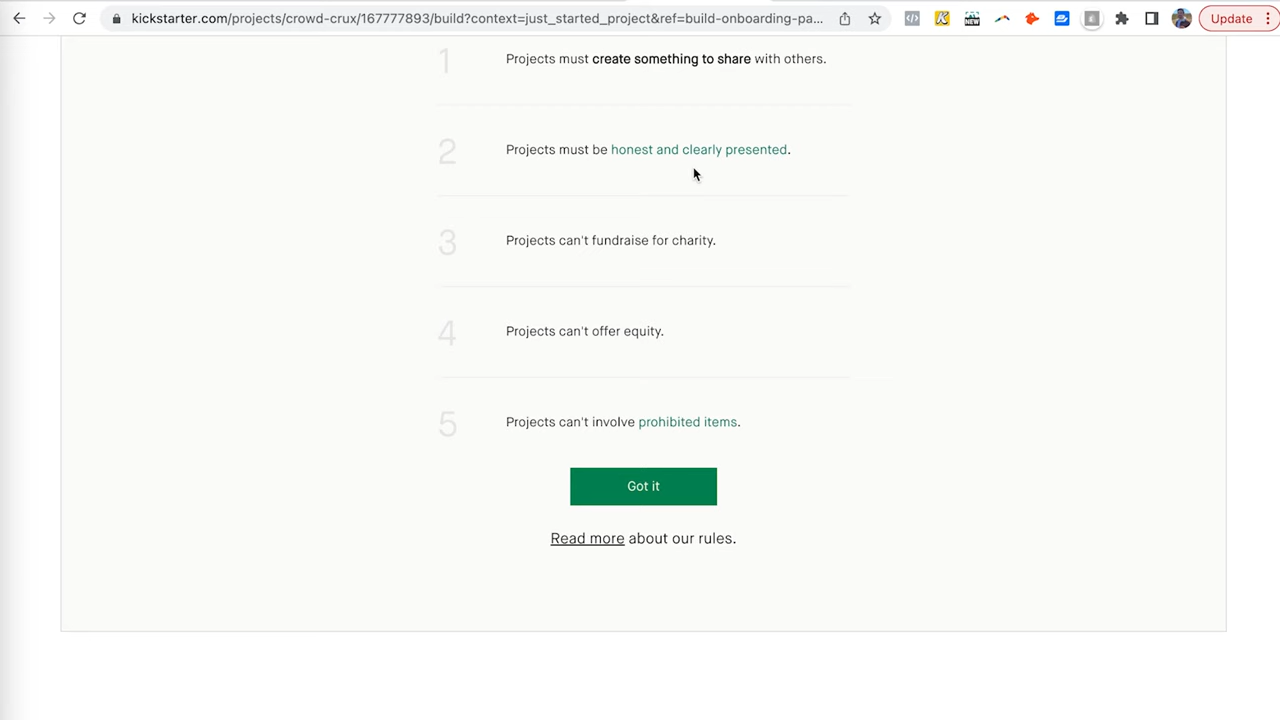 kickstarter.com/projects/crowd-crux/167777893/build?context=just_started_project&ref=build-onboarding-pa...
NEW
Update
1
Projects must create something to share with others.
2
Projects must be honest and clearly presented.
3
Projects can't fundraise for charity.
4
Projects can't offer equity.
5
Projects can't involve prohibited items.
Got it
Read more about our rules.